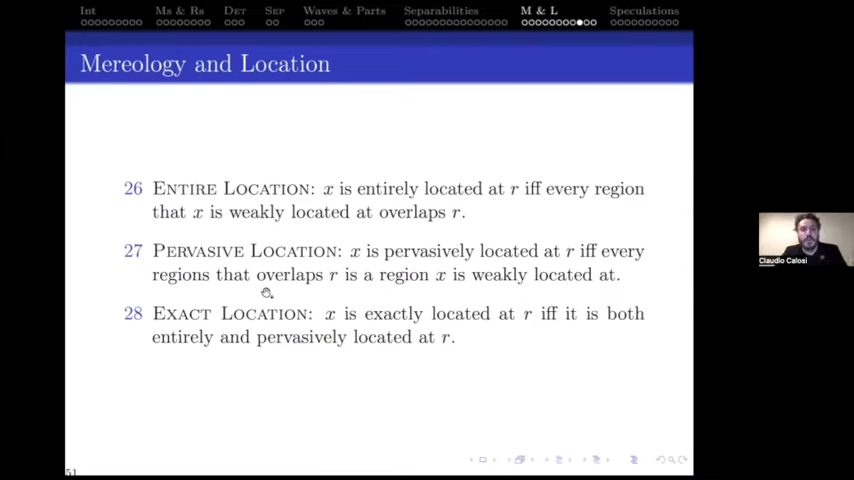 Int Ms & Rs Det Sep Waves & Parts Separabilities M & L Speculations
Mereology and Location
26 Entire Location: x is entirely located at r iff every region
that x is weakly located at overlaps r.
27 Pervasive Location: x is pervasively located at r iff every
regions that overlaps r is a region x is weakly located at.
28 Exact Location: x is exactly located at r iff it is both
entirely and pervasively located at r.
Claudio Calosi
51